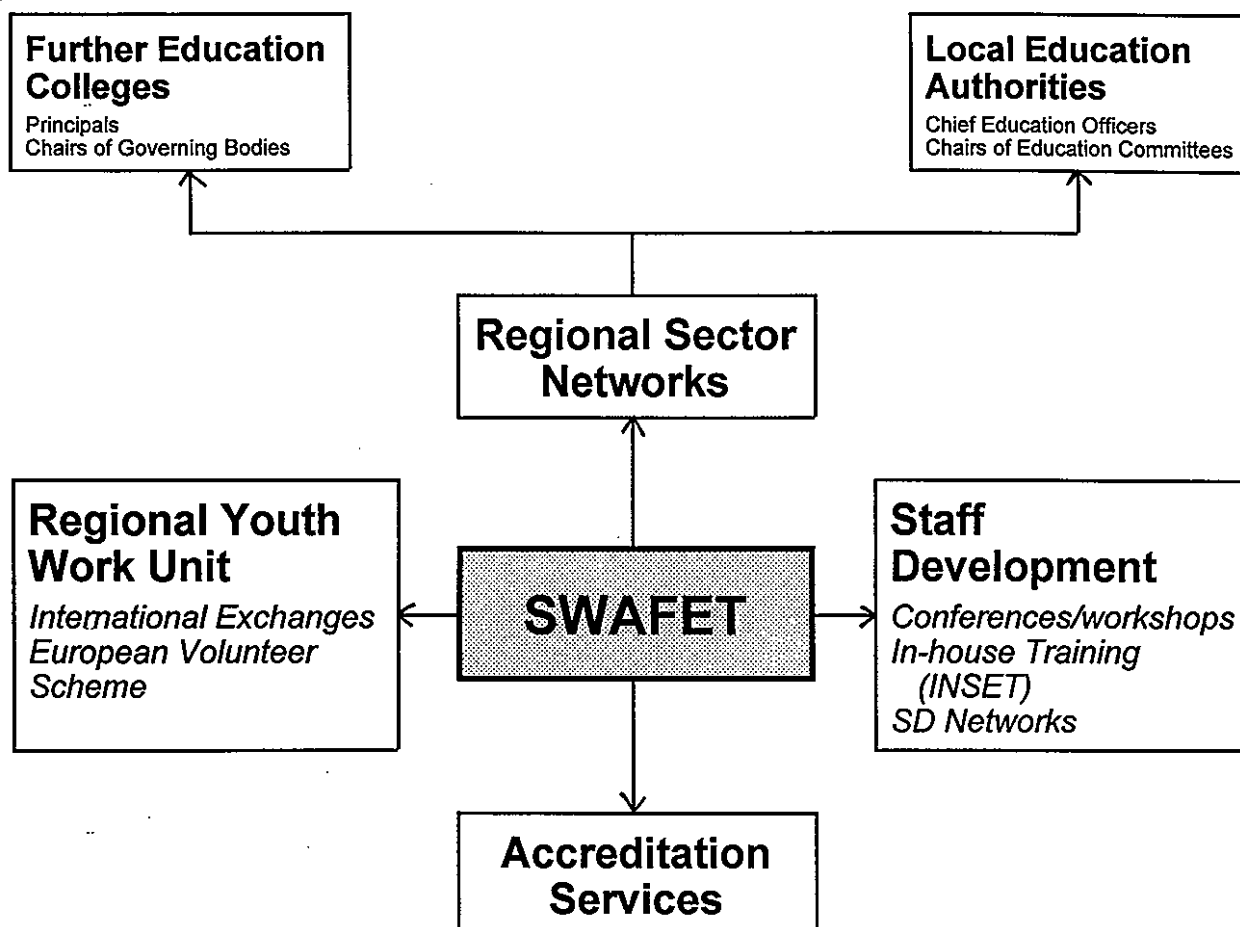 Further Education
Colleges
Principals
Chairs of Governing Bodies
Local Education
Authorities
Chief Education Officers
Chairs of Education Committees
Regional Sector
Networks
Regional Youth
Work Unit
International Exchanges
European Volunteer
Scheme
SWAFET
Staff
Development
Conferences/workshops
In-house Training
(INSET)
SD Networks
Accreditation
Services